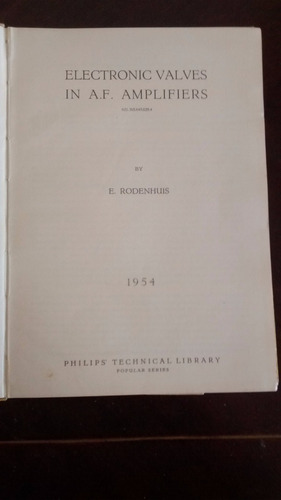 ELECTRONIC VALVES
IN A.F. AMPLIFIERS
BY
E. RODENHUIS
1954
PHILIPS' TECHNICAL LIBRARY
POPULAR SERIES